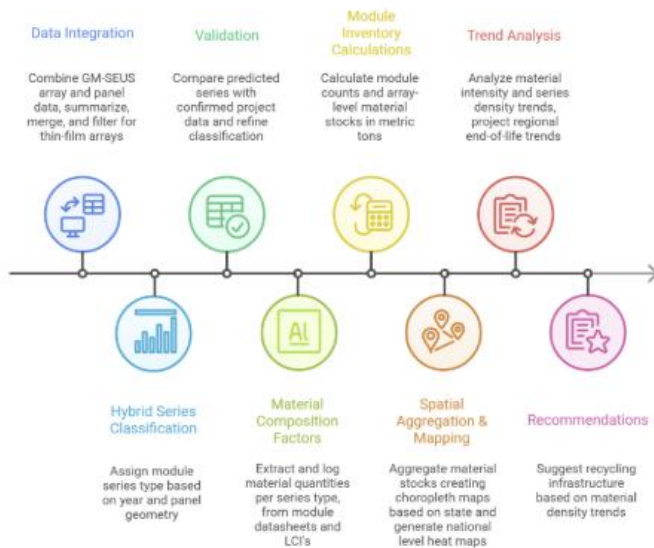 Data Integration
Combine GM-SEUS
array and panel
data, summarize,
merge, and filter for
thin-film arrays
Validation
Compare predicted
series with
confirmed project
data and refine
classification
Module
Inventory
Calculations
Calculate module
counts and array-
level material
stocks in metric
tons
Trend Analysis
Analyze material
intensity and series
density trends,
project regional
end-of-life trends
Al
Hybrid Series
Classification
Assign module
series type based
on year and panel
geometry
Material
Composition
Factors
Extract and log
material quantities
per series type,
from module
datasheets and
LCI's
Spatial
Aggregation &
Mapping
Aggregate material
stocks creating
choropleth maps
based on state and
generate national
level heat maps
Recommendations
Suggest recycling
infrastructure
based on material
density trends